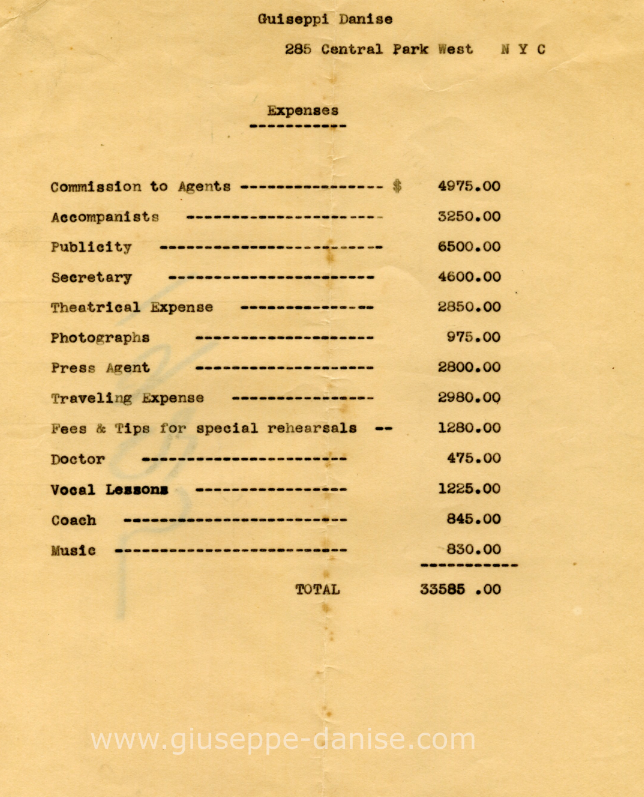 Guiseppi Danise
285 Central Park West N Y C
Expenses
Commission to Agents ---------------- $ 4975.00
Accompanists ---------------------- 3250.00
Publicity ------------------------- 6500.00
Secretary ----------------------- 4600.00
Theatrical Expense --------------- 2850.00
Photographs -------------------- 975.00
Press Agent -------------------- 2800.00
Traveling Expense ---------------- 2980.00
Fees & Tips for special rehearsals -- 1280.00
Doctor ----------------------- 475.00
Vocal Lessons ----------------- 1225.00
Coach ------------------------- 845.00
Music -------------------------- 830.00
TOTAL 33585 .00
www.giuseppe-danise.com